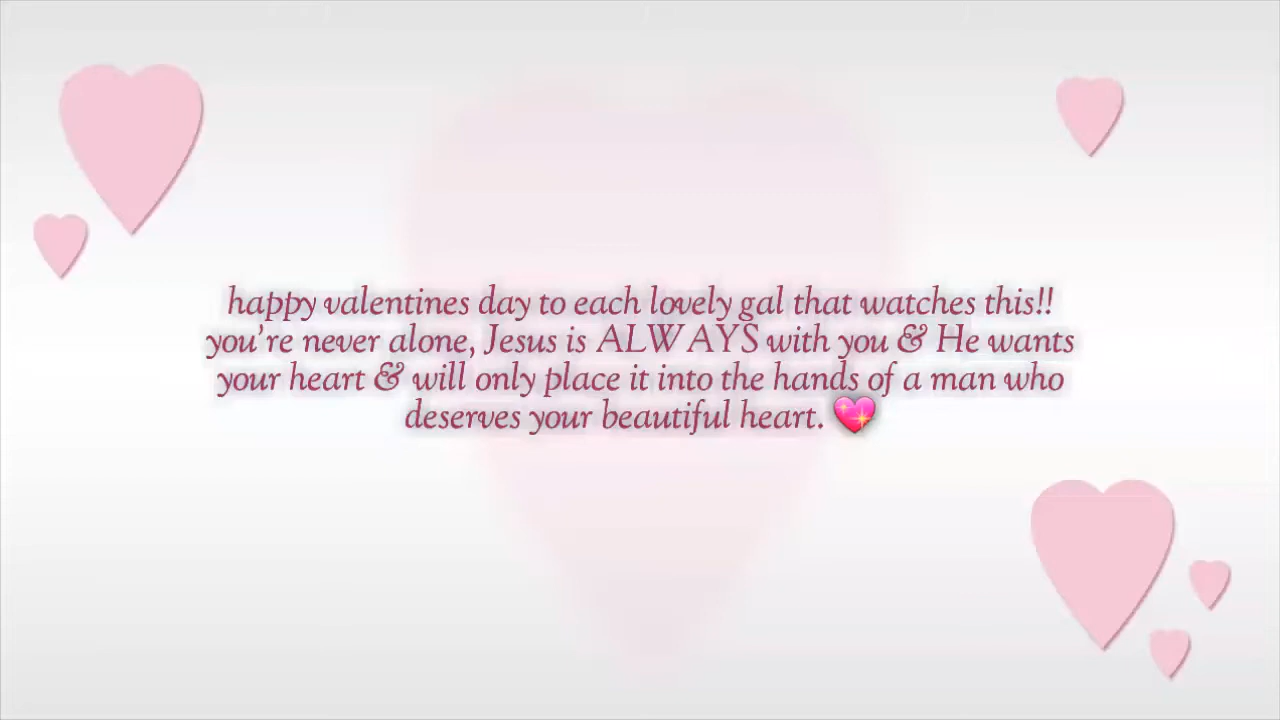 happy valentines day to each lovely gal that watches this!!
you're never alone, Jesus is ALWAYS with you & He wants
your heart & will only place it into the hands of a man who
deserves your beautiful heart. 💖